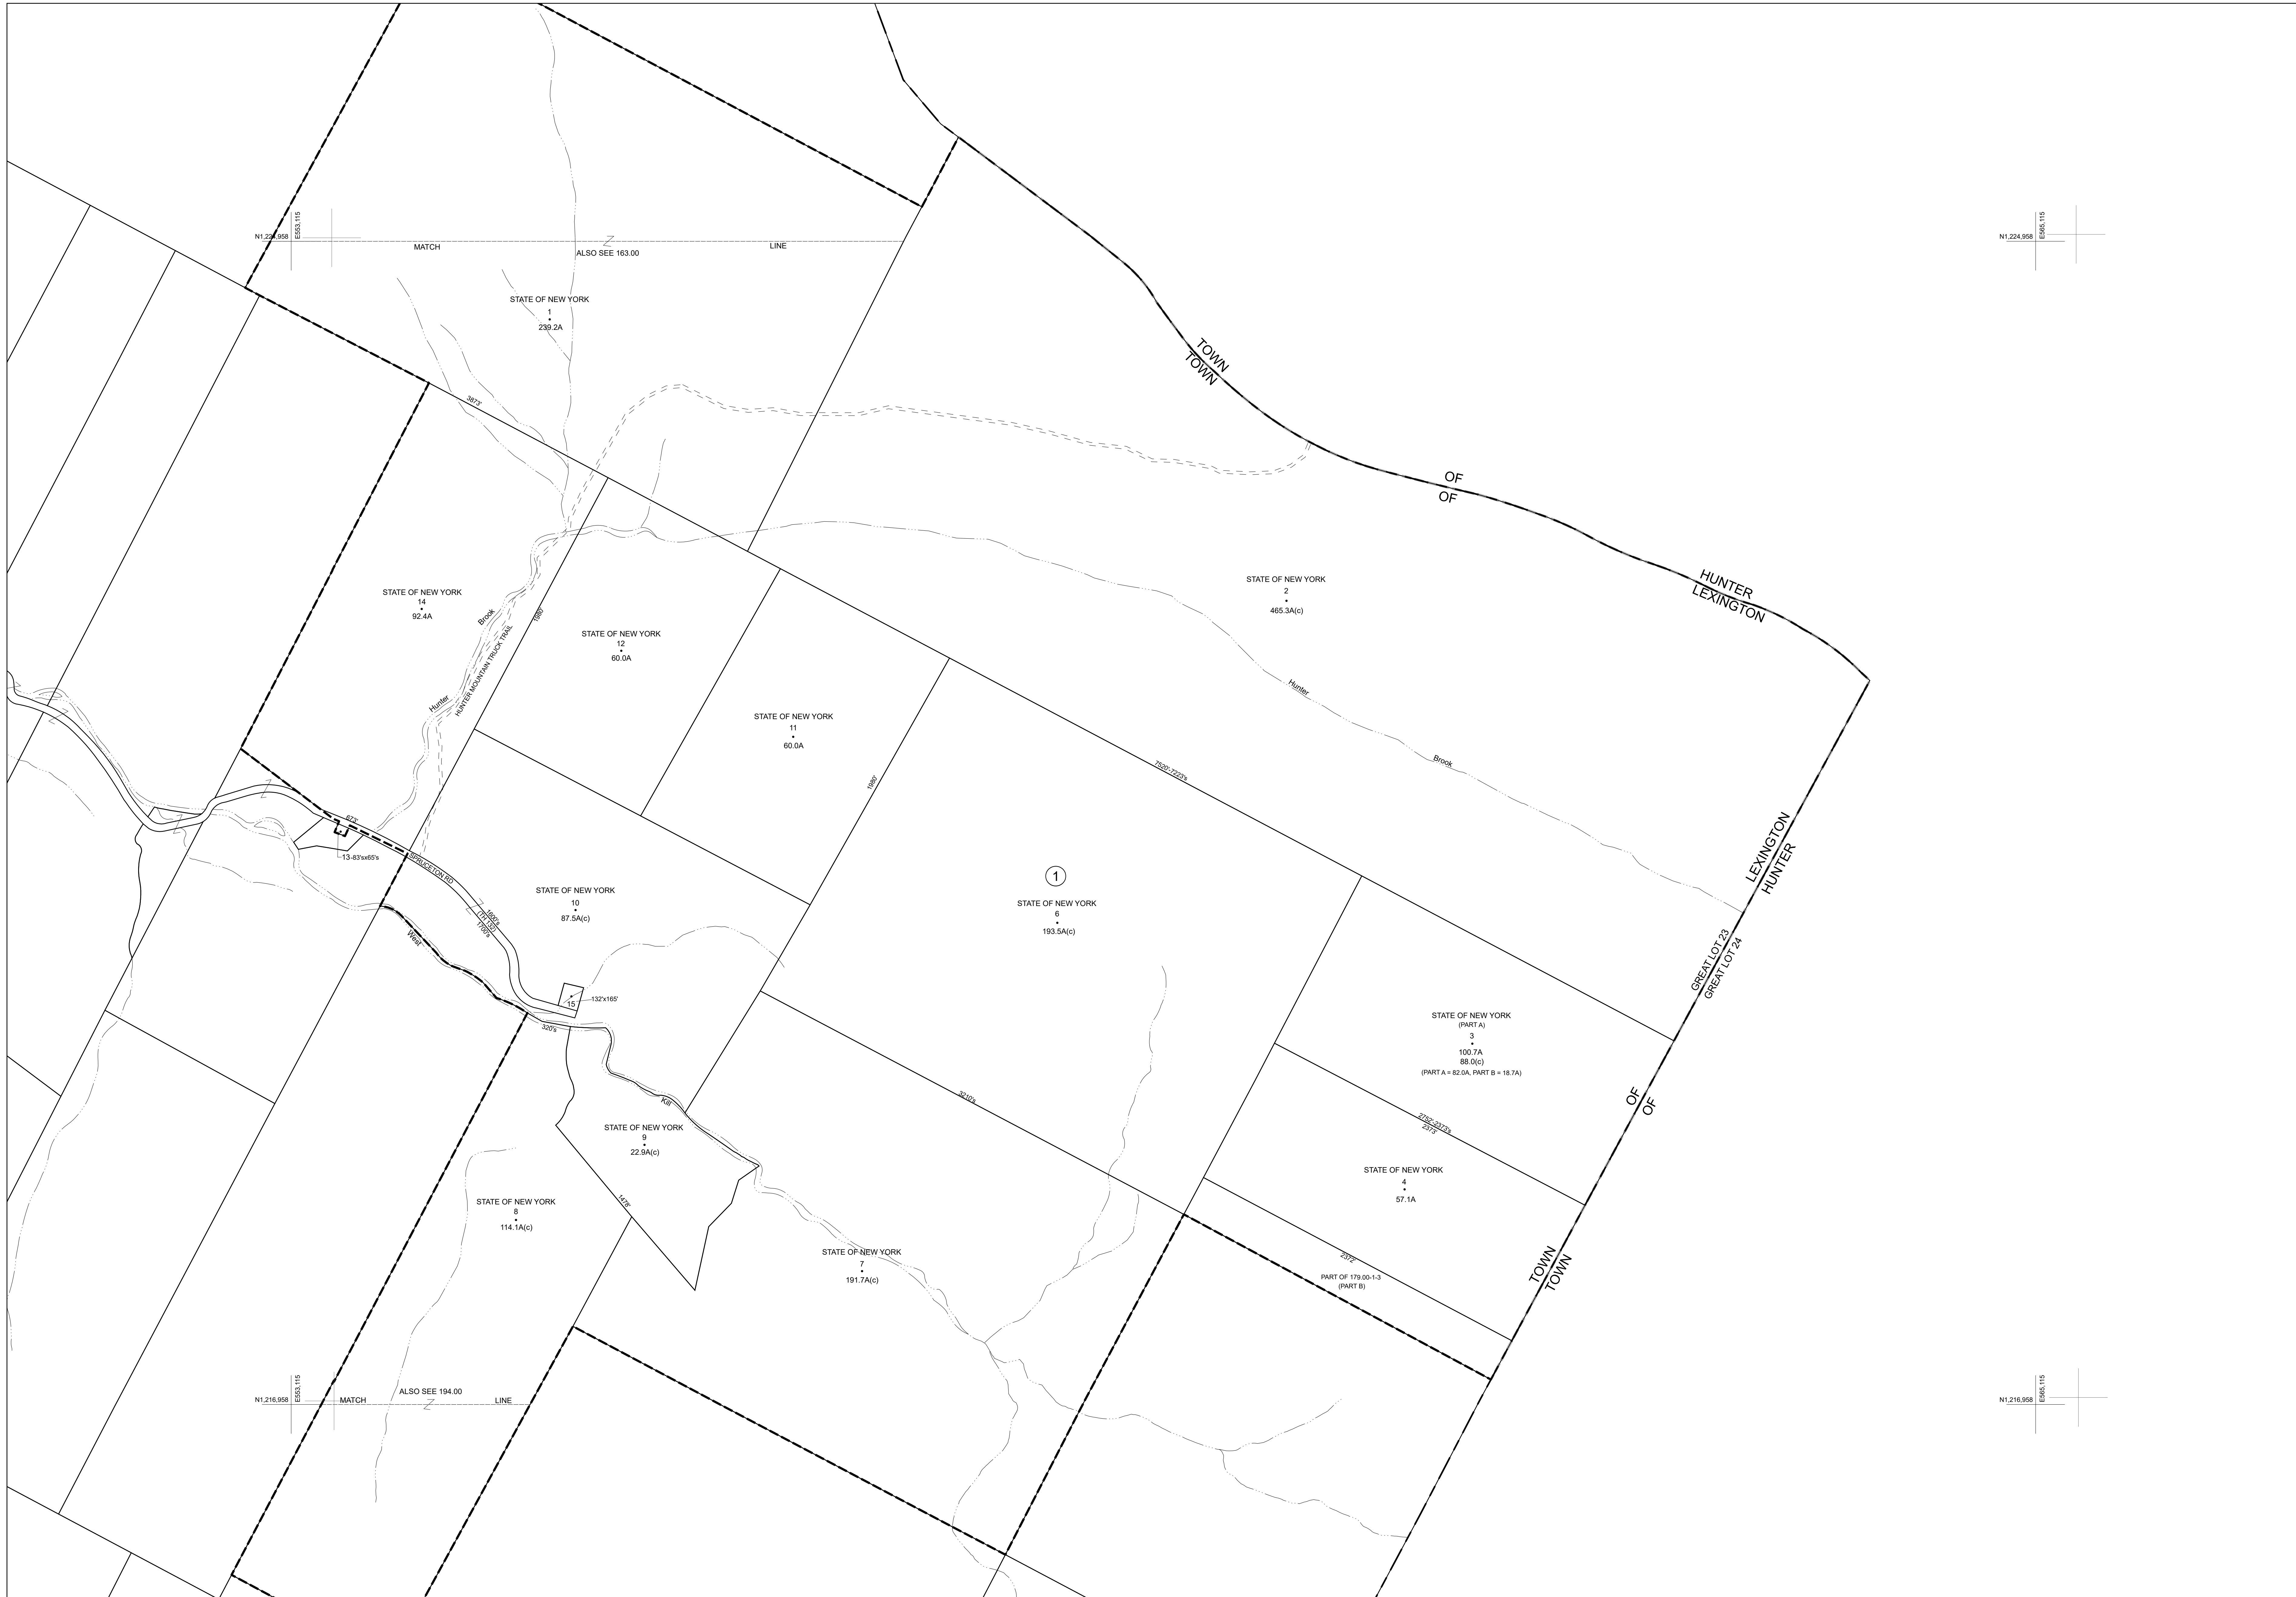 N1,224,958
E553,115
MATCH
LINE
ALSO SEE 163.00
N1,224,958
E565,115
STATE OF NEW YORK
1
239.2A
TOWN
TOWN
OF
OF
HUNTER
LEXINGTON
3873'
STATE OF NEW YORK
14
92.4A
Brook
Hunter
HUNTER MOUNTAIN TRUCK TRAIL
1980'
STATE OF NEW YORK
12
60.0A
STATE OF NEW YORK
2
465.3A(c)
Hunter
Brook
STATE OF NEW YORK
11
60.0A
1980'
7520'-7223's
673'
13-83'sx65's
SPRUCETON RD
1800's
(TH 132)
1700's
West
STATE OF NEW YORK
10
87.5A(c)
15
132'x165'
320's
1
STATE OF NEW YORK
6
193.5A(c)
LEXINGTON
HUNTER
GREAT LOT 23
GREAT LOT 24
STATE OF NEW YORK
(PART A)
3
100.7A
88.0(c)
(PART A = 82.0A, PART B = 18.7A)
3210's
2752'-2373's
2373'
OF
OF
Kill
STATE OF NEW YORK
9
22.9A(c)
1478'
STATE OF NEW YORK
8
114.1A(c)
STATE OF NEW YORK
4
57.1A
STATE OF NEW YORK
7
191.7A(c)
2372'
PART OF 179.00-1-3
(PART B)
TOWN
TOWN
N1,216,958
E553,115
MATCH
ALSO SEE 194.00
LINE
N1,216,958
E565,115